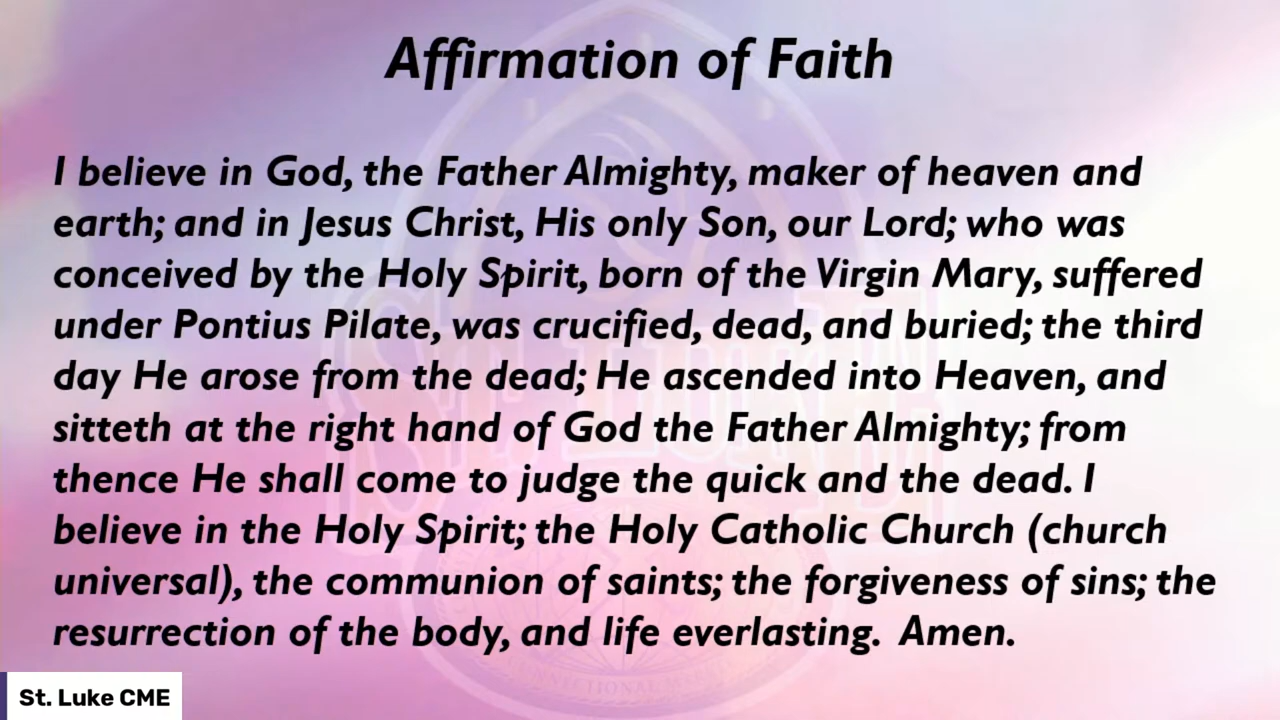 Affirmation of Faith
I believe in God, the Father Almighty, maker of heaven and
earth; and in Jesus Christ, His only Son, our Lord; who was
conceived by the Holy Spirit, born of the Virgin Mary, suffered
under Pontius Pilate, was crucified, dead, and buried; the third
day He arose from the dead; He ascended into Heaven, and
sitteth at the right hand of God the Father Almighty; from
thence He shall come to judge the quick and the dead. I
believe in the Holy Spirit; the Holy Catholic Church (church
universal), the communion of saints; the forgiveness of sins; the
resurrection of the body, and life everlasting. Amen.
St. Luke CME